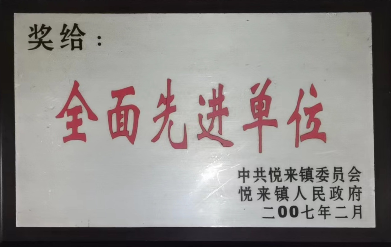 奖给：
全面先进单位
中共悦来镇委员会
悦来镇人民政府
二00七年二月